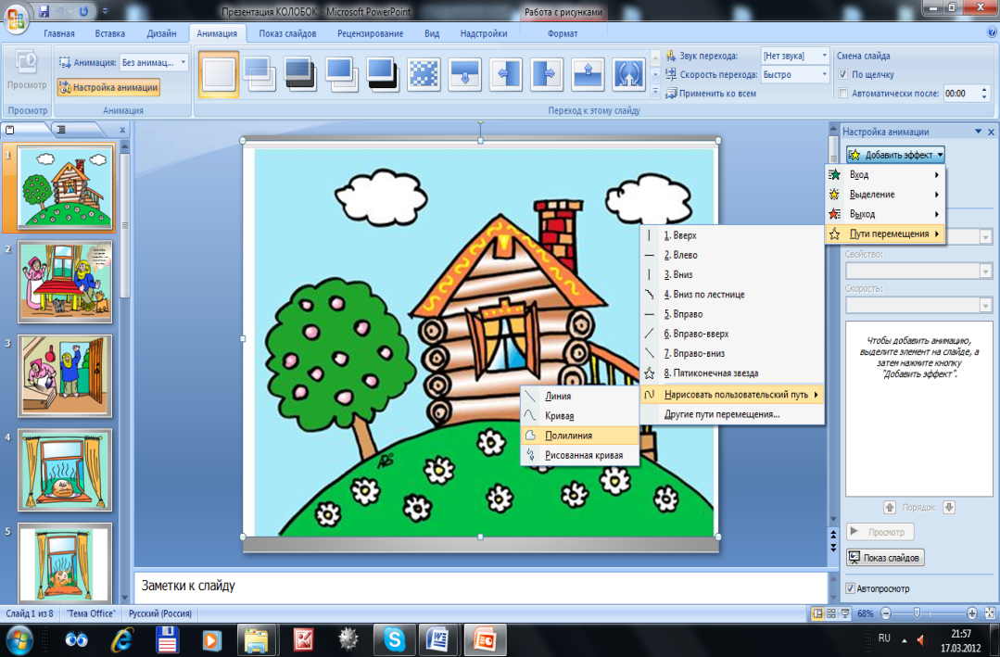 Презентация КОЛОБОК - Microsoft PowerPoint
Работа с рисунками
Главная Вставка Дизайн Анимация Показ слайдов Рецензирование Вид Надстройки Формат
Просмотр
Анимация: Без анимац...
Настройка анимации
Звук перехода: [Нет звука]
Скорость перехода: Быстро
Применить ко всем
Смена слайда
По щелчку
Автоматически после: 00:00
Просмотр Анимация Переход к этому слайду
1
2
3
4
5
Настройка анимации
Добавить эффект
Вход
Выделение
Выход
Пути перемещения
1. Вверх
2. Влево
3. Вниз
4. Вниз по лестнице
5. Вправо
6. Вправо-вверх
7. Вправо-вниз
8. Пятиконечная звезда
Нарисовать пользовательский путь
Другие пути перемещения...
Линия
Кривая
Полилиния
Рисованная кривая
Свойство:
Скорость:
Чтобы добавить анимацию,
выделите элемент на слайде, а
затем нажмите кнопку
"Добавить эффект".
Порядок
Просмотр
Показ слайдов
Автопросмотр
Заметки к слайду
Слайд 1 из 8 "Тема Office" Русский (Россия) 68%
RU 21:57
17.03.2012